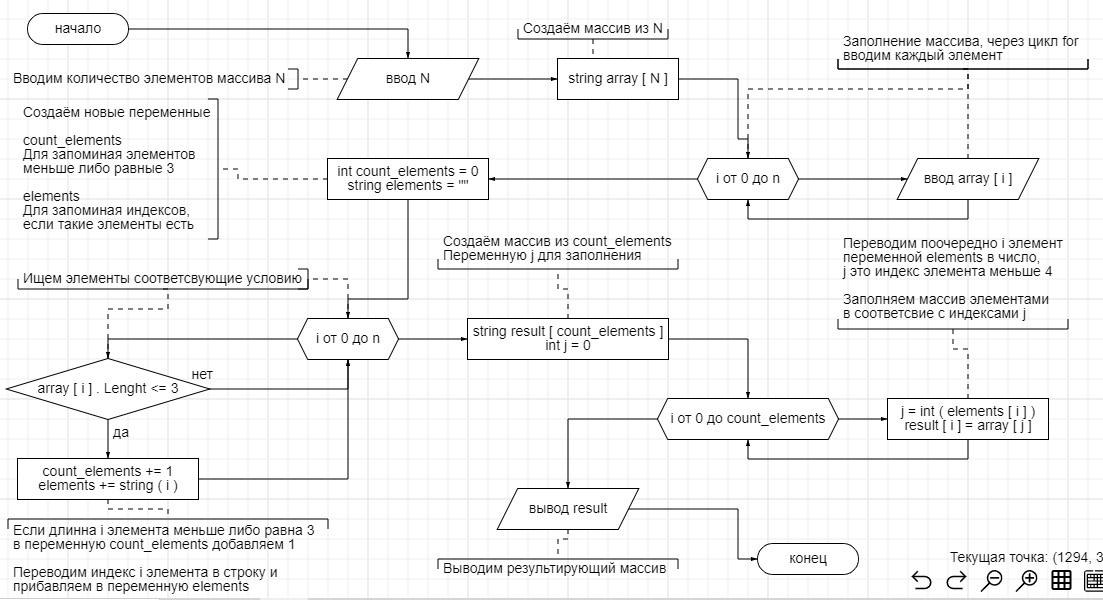 начало
Создаём массив из N
Заполнение массива, через цикл for
вводим каждый элемент
Вводим количество элементов массива N
ввод N
string array [ N ]
Создаём новые переменные
count_elements
Для запоминая элементов
меньше либо равные 3
elements
Для запоминая индексов,
если такие элементы есть
int count_elements = 0
string elements = ""
i от 0 до n
ввод array [ i ]
Создаём массив из count_elements
Переменную j для заполнения
Переводим поочередно i элемент
переменной elements в число,
j это индекс элемента меньше 4
Заполняем массив элементами
в соответсвие с индексами j
Ищем элементы соответсвующие условию
i от 0 до n
string result [ count_elements ]
int j = 0
array [ i ] . Lenght <= 3
нет
да
i от 0 до count_elements
j = int ( elements [ i ] )
result [ i ] = array [ j ]
count_elements += 1
elements += string ( i )
вывод result
Если длинна i элемента меньше либо равна 3
в переменную count_elements добавляем 1
Переводим индекс i элемента в строку и
прибавляем в переменную elements
Выводим результирующий массив
конец
Текущая точка: (1294, 3